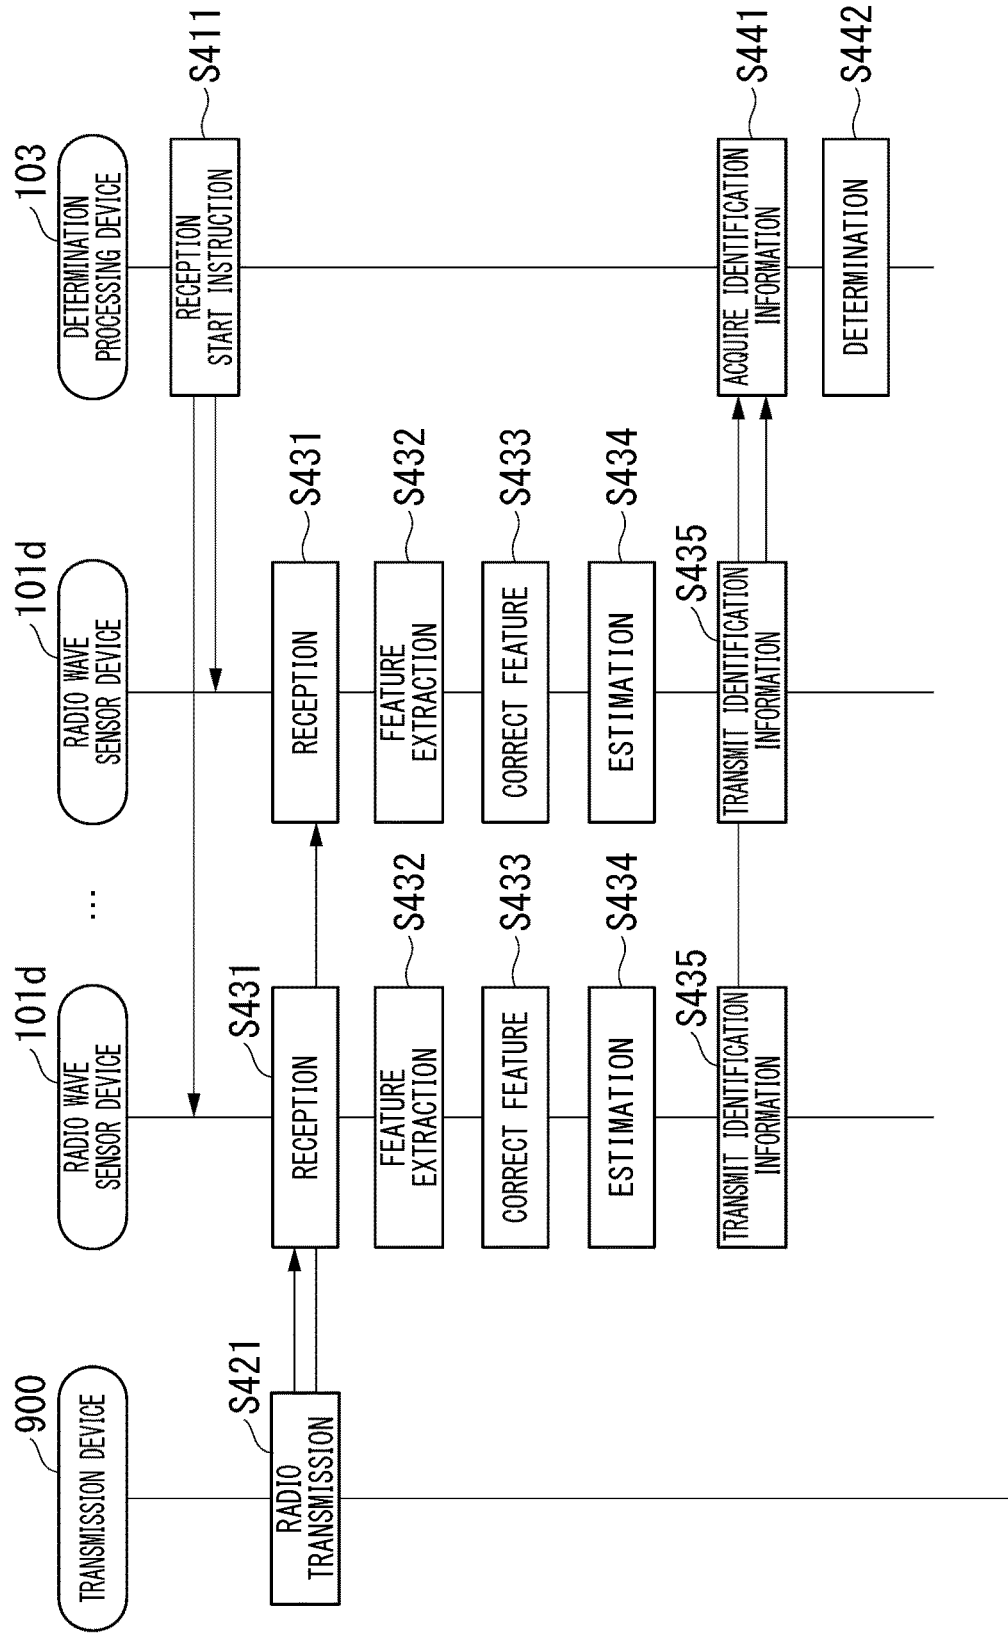 900
TRANSMISSION DEVICE
101d
RADIO WAVE
SENSOR DEVICE
...
101d
RADIO WAVE
SENSOR DEVICE
103
DETERMINATION
PROCESSING DEVICE
S411
RECEPTION
START INSTRUCTION
S421
RADIO
TRANSMISSION
S431
RECEPTION
S431
RECEPTION
S432
FEATURE
EXTRACTION
S432
FEATURE
EXTRACTION
S433
CORRECT FEATURE
S433
CORRECT FEATURE
S434
ESTIMATION
S434
ESTIMATION
S435
TRANSMIT IDENTIFICATION
INFORMATION
S435
TRANSMIT IDENTIFICATION
INFORMATION
S441
ACQUIRE IDENTIFICATION
INFORMATION
S442
DETERMINATION